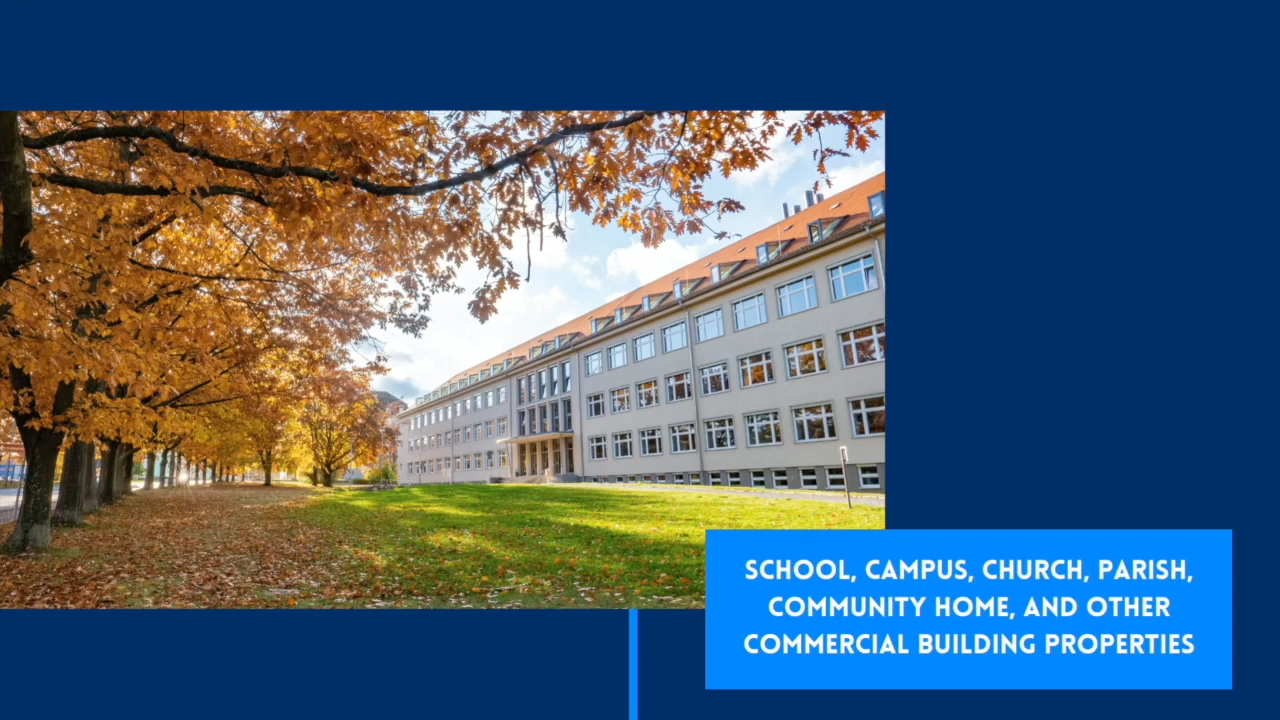 SCHOOL, CAMPUS, CHURCH, PARISH,
COMMUNITY HOME, AND OTHER
COMMERCIAL BUILDING PROPERTIES